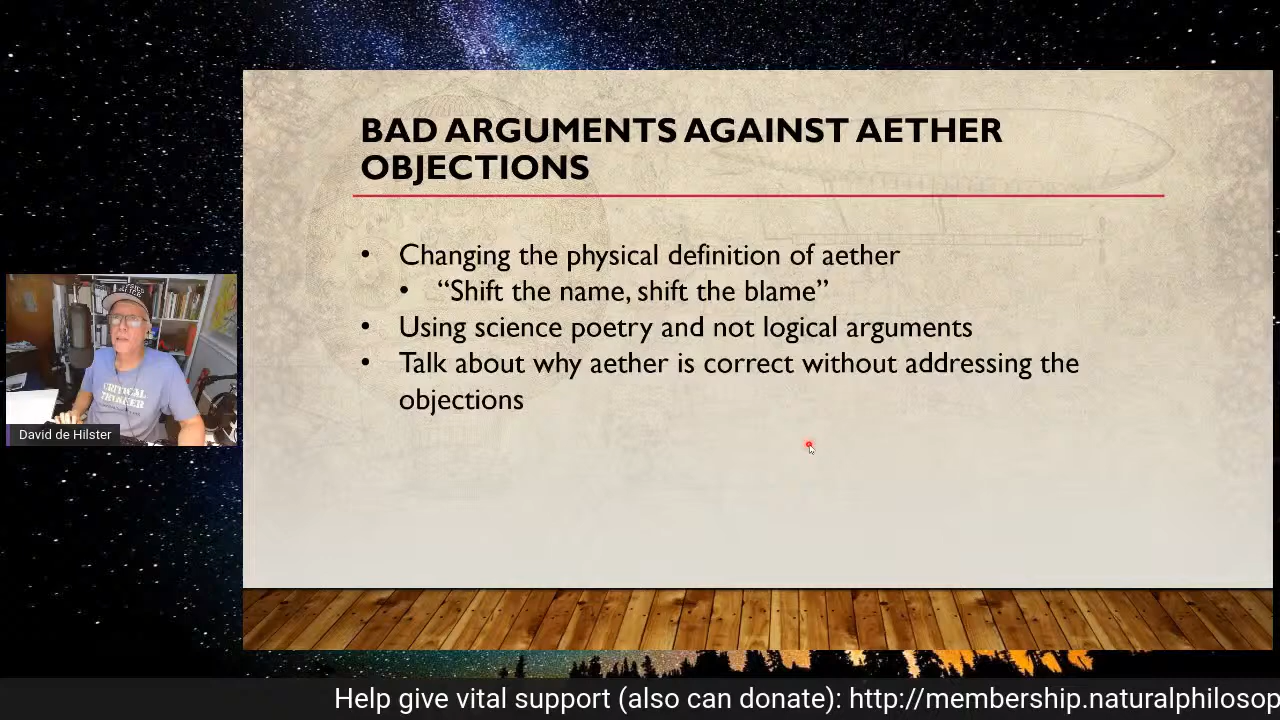 BAD ARGUMENTS AGAINST AETHER
OBJECTIONS
• Changing the physical definition of aether
• “Shift the name, shift the blame”
• Using science poetry and not logical arguments
• Talk about why aether is correct without addressing the
objections
CRITICAL
THINKER
David de Hilster
Help give vital support (also can donate): http://membership.naturalphilosop